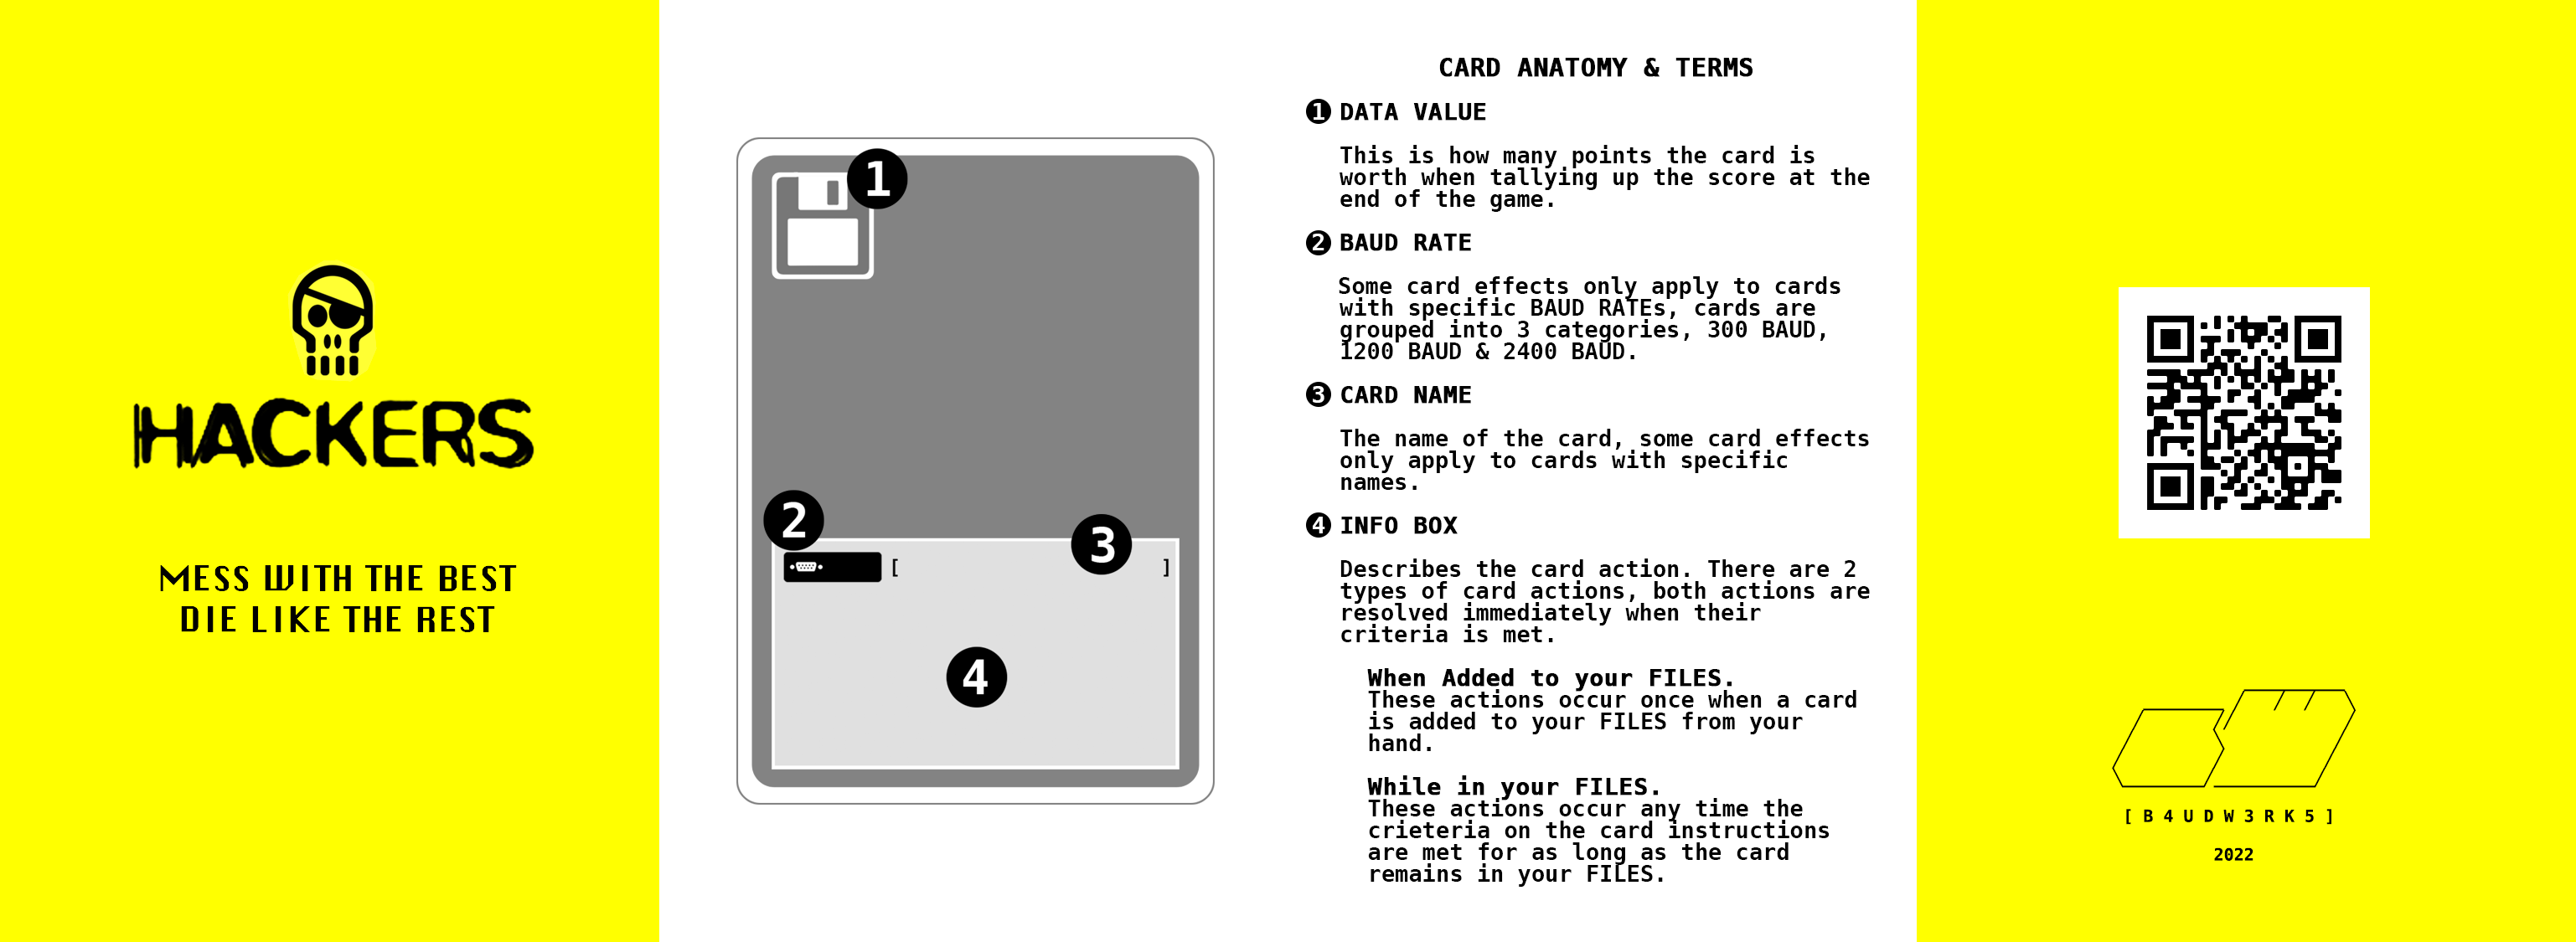 HACKERS
MESS WITH THE BEST
DIE LIKE THE REST
1
2
3
[ ]
4
CARD ANATOMY & TERMS
1 DATA VALUE
This is how many points the card is
worth when tallying up the score at the
end of the game.
2 BAUD RATE
Some card effects only apply to cards
with specific BAUD RATEs, cards are
grouped into 3 categories, 300 BAUD,
1200 BAUD & 2400 BAUD.
3 CARD NAME
The name of the card, some card effects
only apply to cards with specific
names.
4 INFO BOX
Describes the card action. There are 2
types of card actions, both actions are
resolved immediately when their
criteria is met.
When Added to your FILES.
These actions occur once when a card
is added to your FILES from your
hand.
While in your FILES.
These actions occur any time the
crieteria on the card instructions
are met for as long as the card
remains in your FILES.
[B4UDW3RK5]
2022